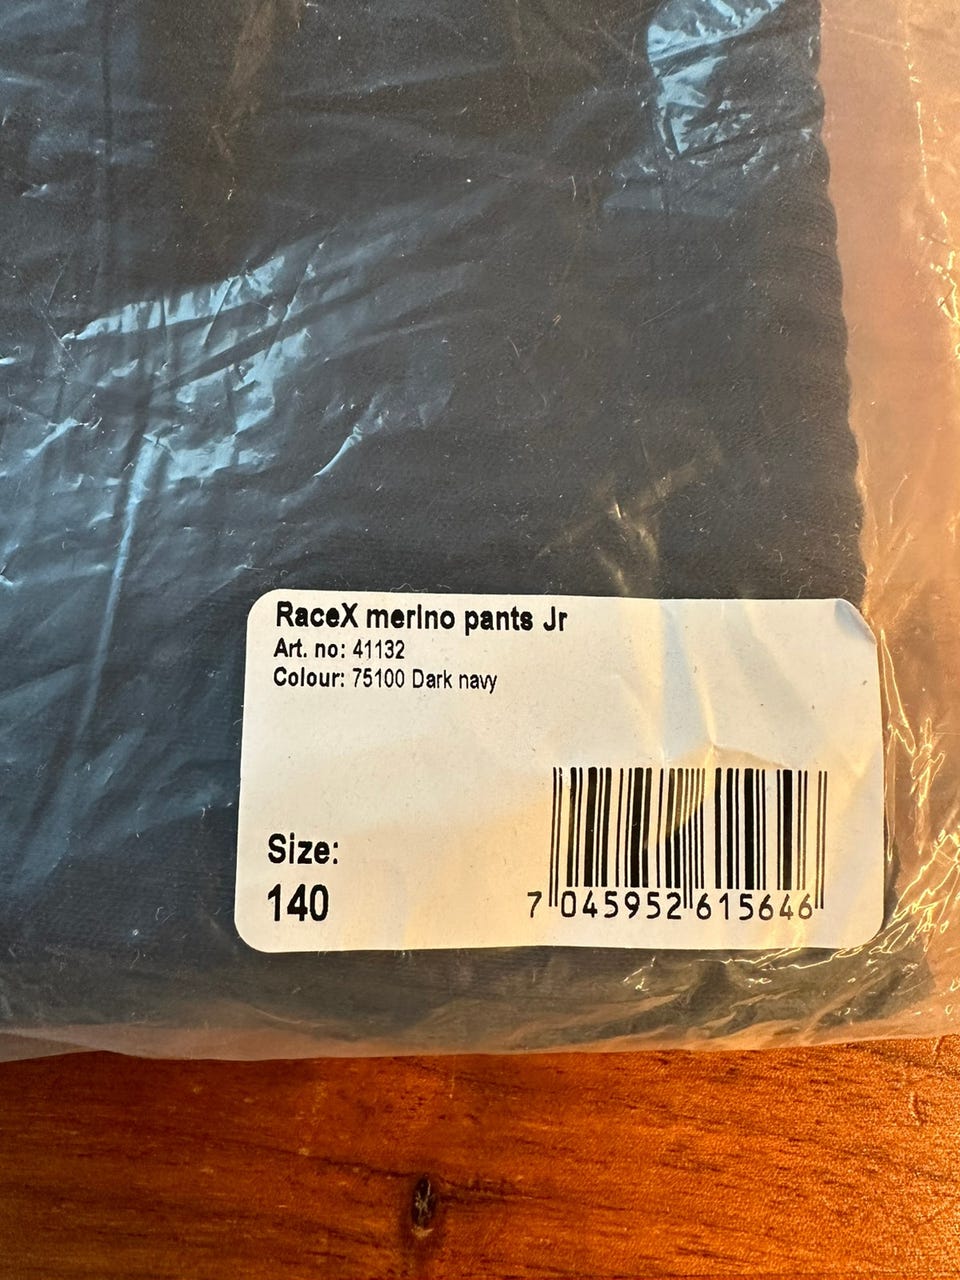 RaceX merino pants Jr
Art. no: 41132
Colour: 75100 Dark navy
Size:
140
7 045952 615646